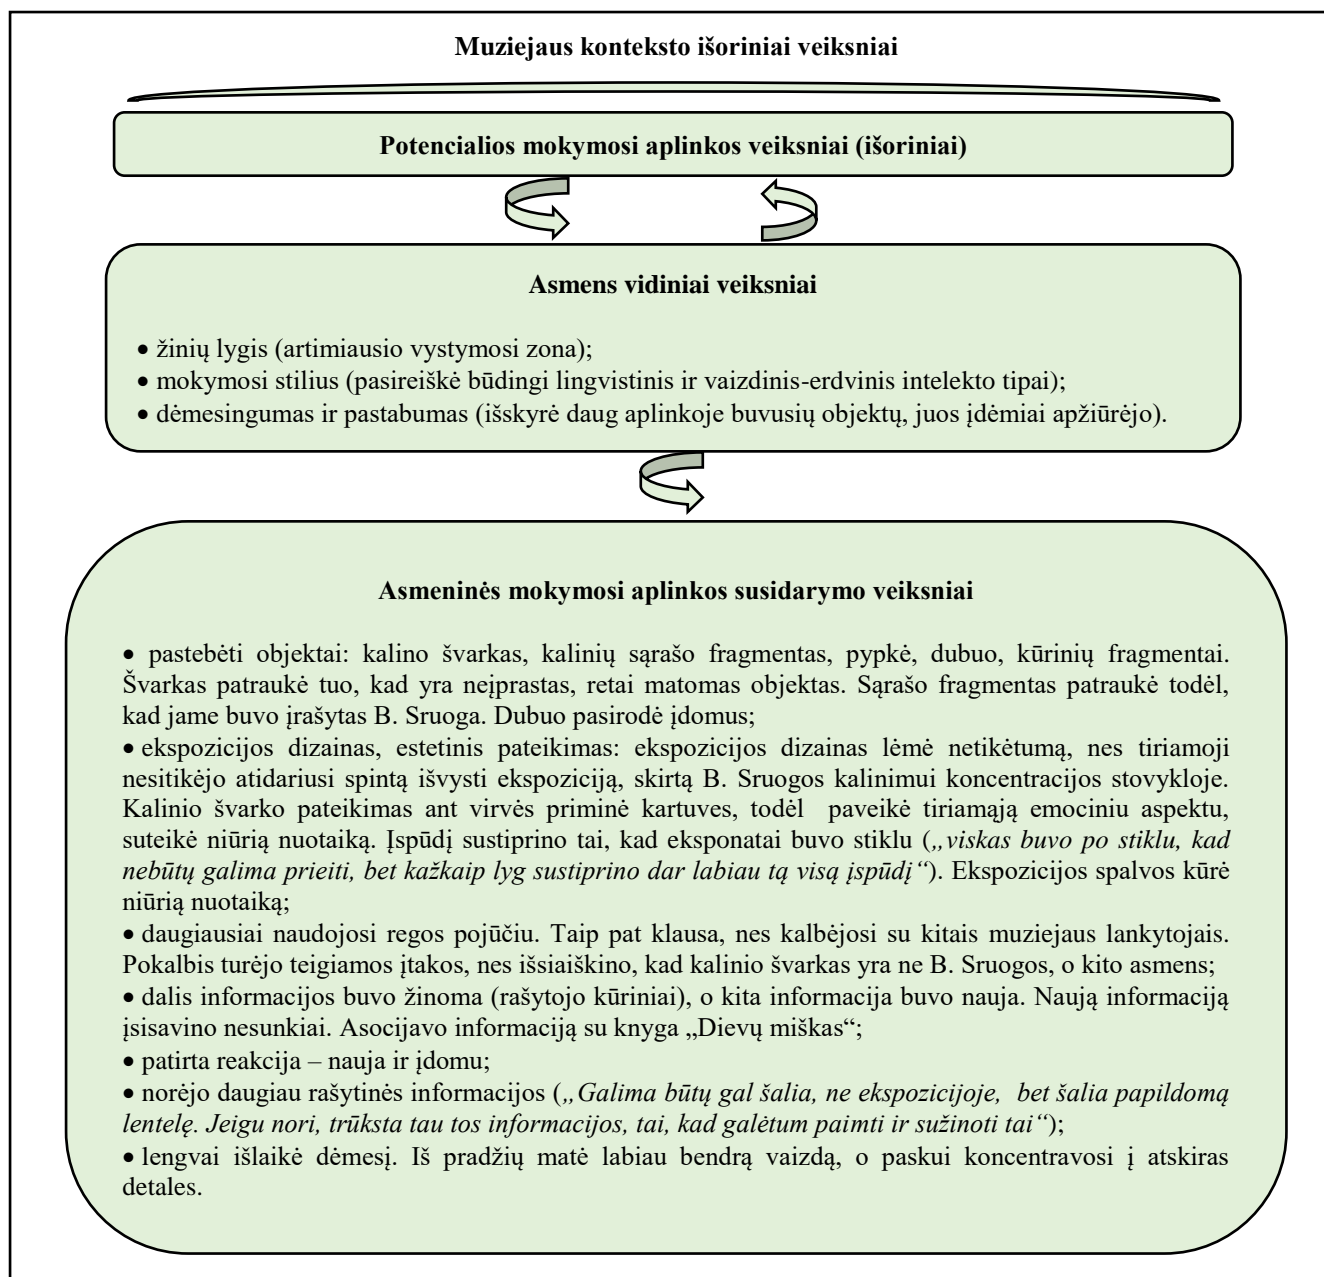 Muziejaus konteksto išoriniai veiksniai
Potencialios mokymosi aplinkos veiksniai (išoriniai)
Asmens vidiniai veiksniai
• žinių lygis (artimiausio vystymosi zona);
• mokymosi stilius (pasireiškė būdingi lingvistinis ir vaizdinis-erdvinis intelekto tipai);
• dėmesingumas ir pastabumas (išskyrė daug aplinkoje buvusių objektų, juos įdėmiai apžiūrėjo).
Asmeninės mokymosi aplinkos susidarymo veiksniai
• pastebėti objektai: kalino švarkas, kalinių sąrašo fragmentas, pypkė, dubuo, kūrinių fragmentai.
Švarkas patraukė tuo, kad yra neįprastas, retai matomas objektas. Sąrašo fragmentas patraukė todėl,
kad jame buvo įrašytas B. Sruoga. Dubuo pasirodė įdomus;
• ekspozicijos dizainas, estetinis pateikimas: ekspozicijos dizainas lėmė netikėtumą, nes tiriamoji
nesitikėjo atidariusi spintą išvysti ekspoziciją, skirtą B. Sruogos kalinimui koncentracijos stovykloje.
Kalinio švarko pateikimas ant virvės priminė kartuves, todėl paveikė tiriamąją emociniu aspektu,
suteikė niūrią nuotaiką. Įspūdį sustiprino tai, kad eksponatai buvo stiklu („viskas buvo po stiklu, kad
nebūtų galima prieiti, bet kažkaip lyg sustiprino dar labiau tą visą įspūdį“). Ekspozicijos spalvos kūrė
niūrią nuotaiką;
• daugiausiai naudojosi regos pojūčiu. Taip pat klausa, nes kalbėjosi su kitais muziejaus lankytojais.
Pokalbis turėjo teigiamos įtakos, nes išsiaiškino, kad kalinio švarkas yra ne B. Sruogos, o kito asmens;
• dalis informacijos buvo žinoma (rašytojo kūriniai), o kita informacija buvo nauja. Naują informaciją
įsisavino nesunkiai. Asocijavo informaciją su knyga „Dievų miškas“;
• patirta reakcija – nauja ir įdomu;
• norėjo daugiau rašytinės informacijos („Galima būtų gal šalia, ne ekspozicijoje, bet šalia papildomą
lentelę. Jeigu nori, trūksta tau tos informacijos, tai, kad galėtum paimti ir sužinoti tai“);
• lengvai išlaikė dėmesį. Iš pradžių matė labiau bendrą vaizdą, o paskui koncentravosi į atskiras
detales.